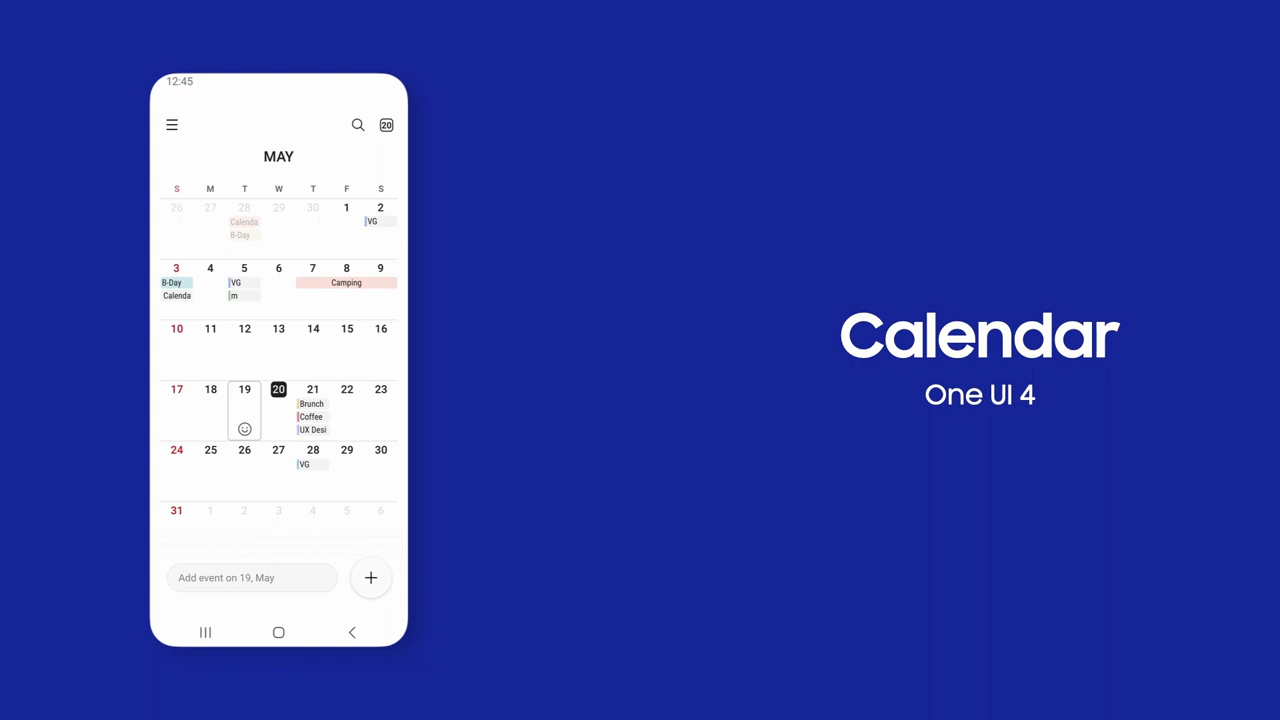 12:45
20
MAY
S M T W T F S
26 27 28 29 30 1 2
Calenda VG
B-Day
3 4 5 6 7 8 9
B-Day VG Camping
Calenda m
10 11 12 13 14 15 16
17 18 19 20 21 22 23
Brunch
Coffee
UX Desi
24 25 26 27 28 29 30
VG
31 1 2 3 4 5 6
Add event on 19, May
Calendar
One UI 4